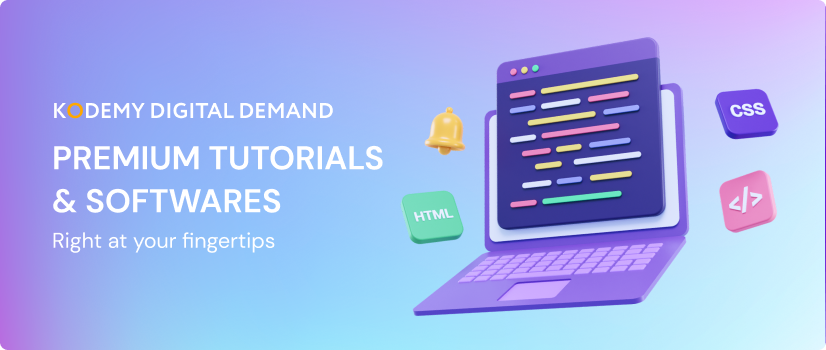 KODEMY DIGITAL DEMAND
PREMIUM TUTORIALS
& SOFTWARES
Right at your fingertips
HTML
CSS
</>